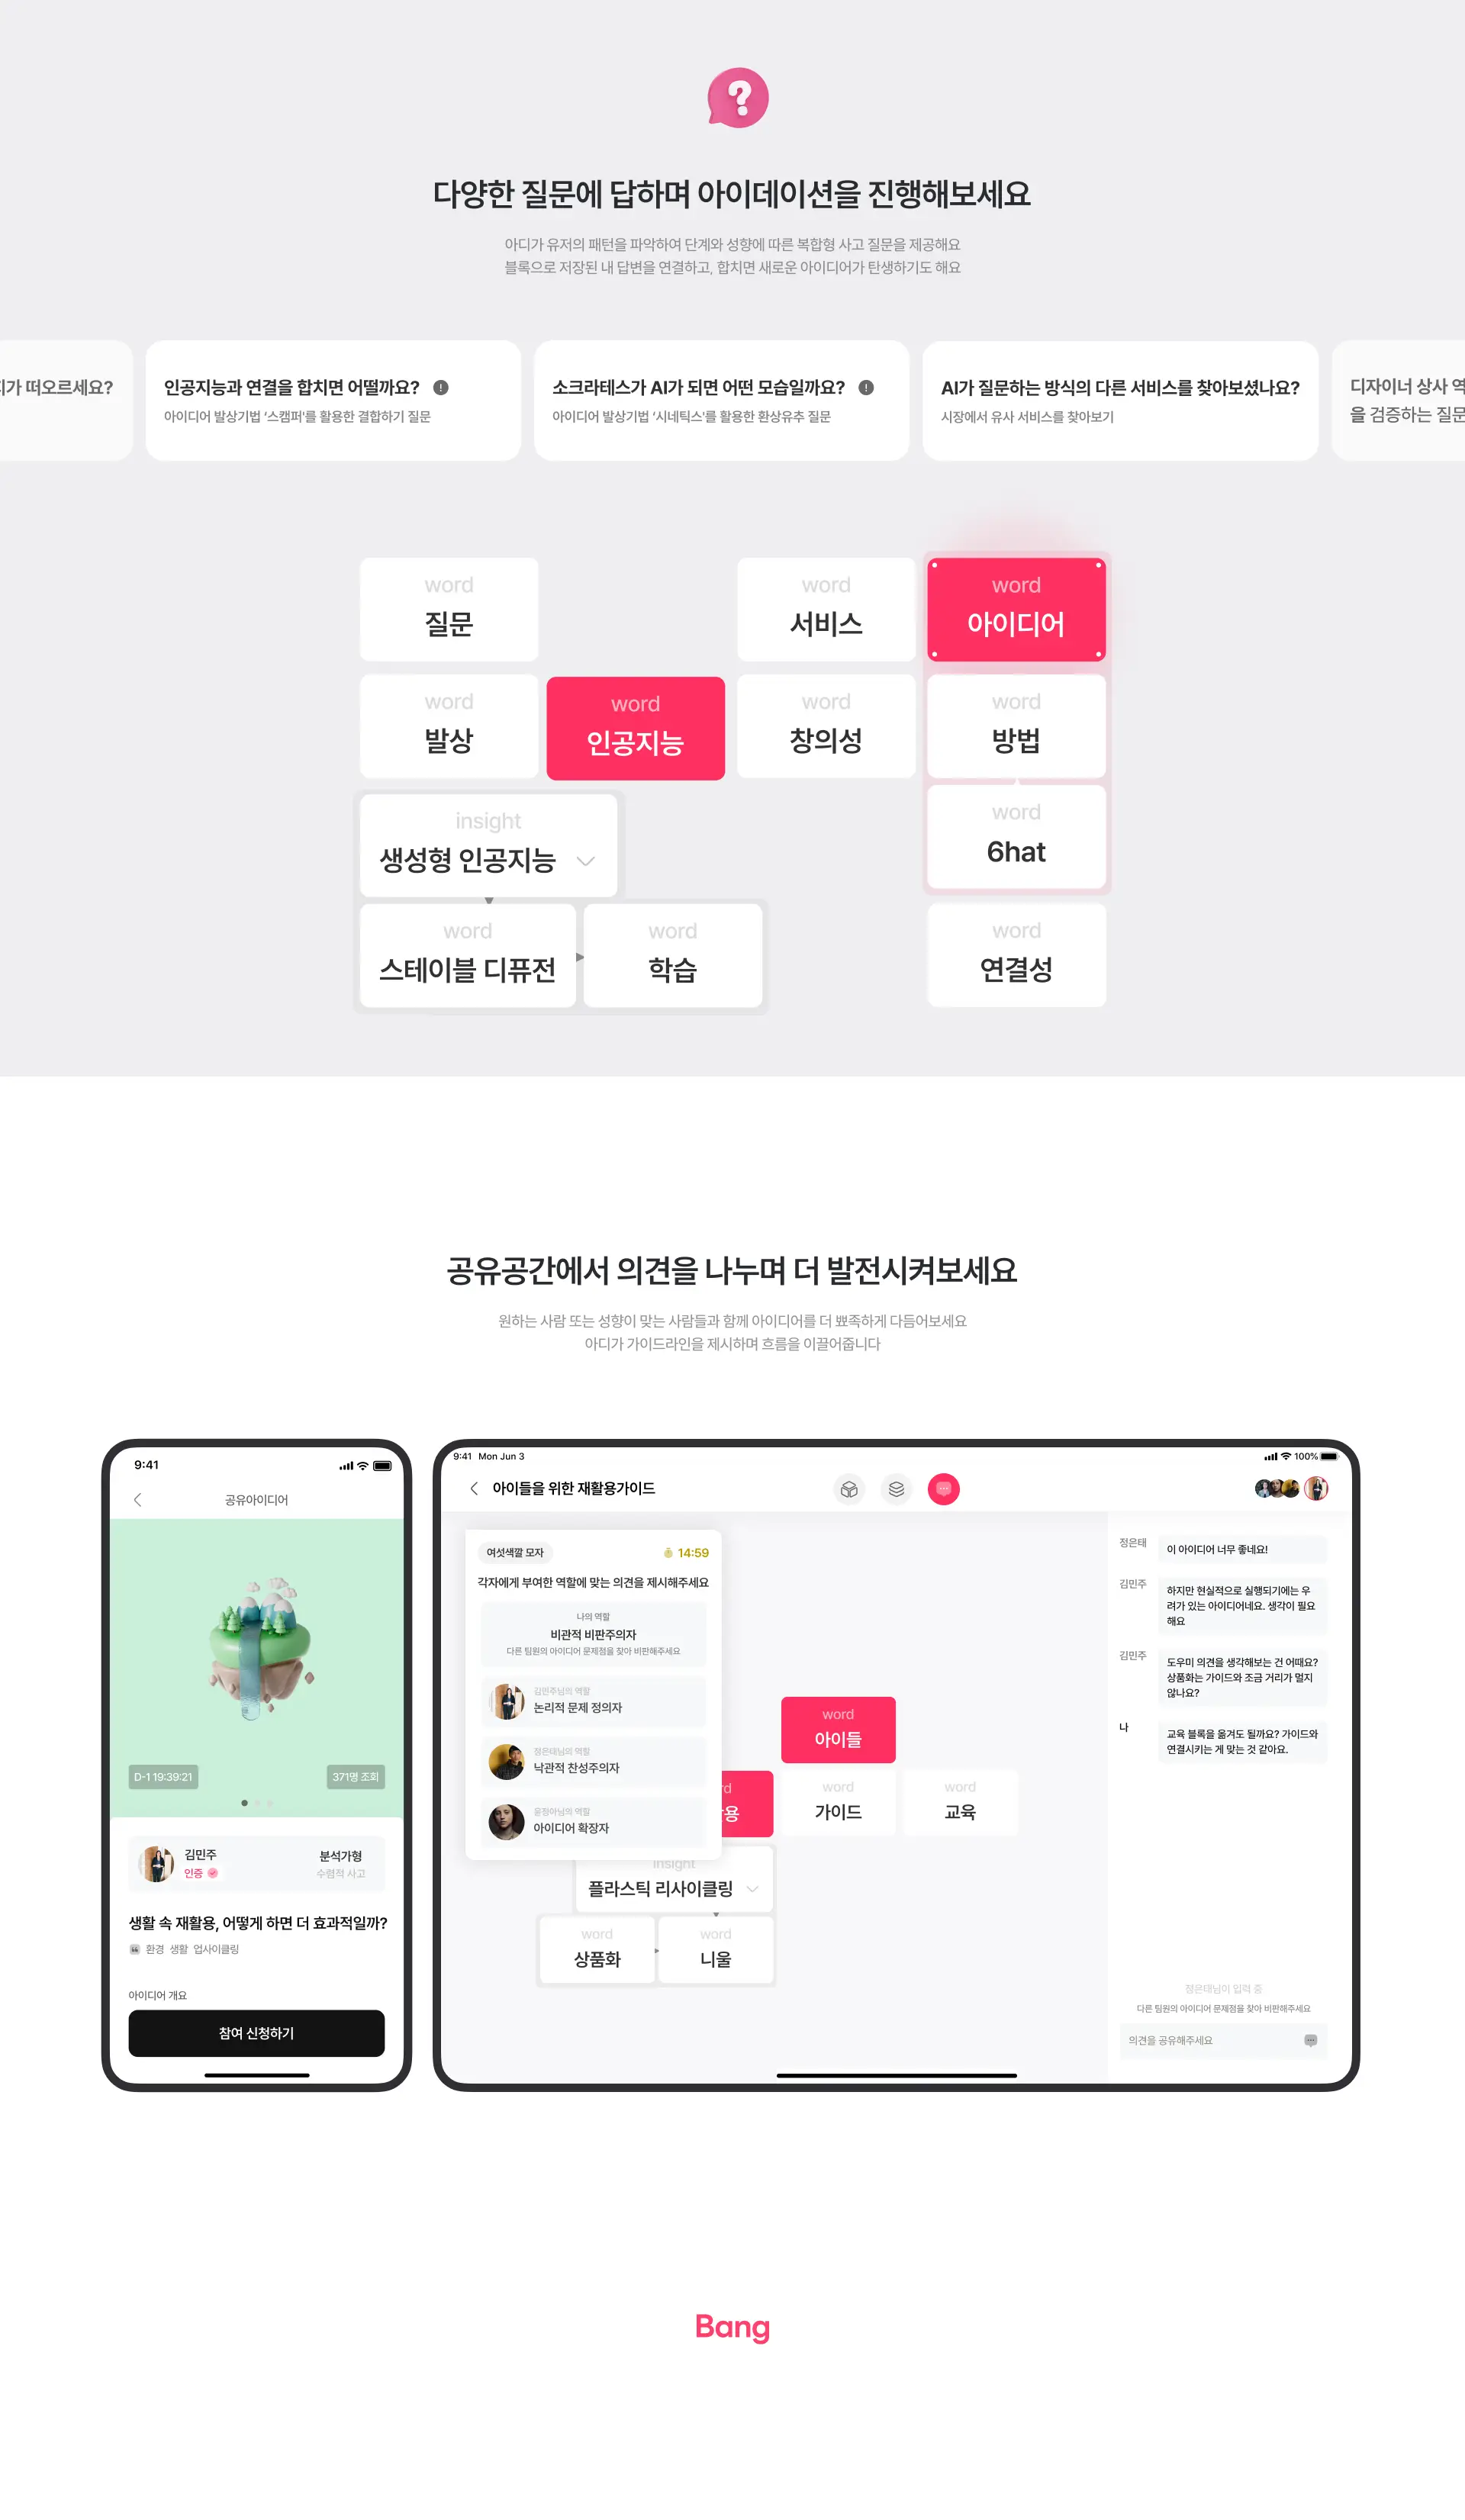 ?
다양한 질문에 답하며 아이데이션을 진행해보세요
아디가 유저의 패턴을 파악하여 단계와 성향에 따른 복합형 사고 질문을 제공해요
블록으로 저장된 내 답변을 연결하고, 합치면 새로운 아이디어가 탄생하기도 해요
가 떠오르세요?
인공지능과 연결을 합치면 어떨까요? !
아이디어 발상기법 ‘스캠퍼'를 활용한 결합하기 질문
소크라테스가 AI가 되면 어떤 모습일까요? !
아이디어 발상기법 ‘시네틱스'를 활용한 환상유추 질문
AI가 질문하는 방식의 다른 서비스를 찾아보셨나요?
시장에서 유사 서비스를 찾아보기
디자이너 상사 역
을 검증하는 질문
word
질문
word
서비스
word
아이디어
word
발상
word
인공지능
word
창의성
word
방법
insight
생성형 인공지능
word
6hat
word
스테이블 디퓨전
word
학습
word
연결성
공유공간에서 의견을 나누며 더 발전시켜보세요
원하는 사람 또는 성향이 맞는 사람들과 함께 아이디어를 더 뾰족하게 다듬어보세요
아디가 가이드라인을 제시하며 흐름을 이끌어줍니다
9:41
공유아이디어
D-1 19:39:21
371명 조회
김민주
인증
분석가형
수렴적 사고
생활 속 재활용, 어떻게 하면 더 효과적일까?
환경 생활 업사이클링
아이디어 개요
참여 신청하기
9:41 Mon Jun 3
100%
아이들을 위한 재활용가이드
여섯색깔 모자
14:59
각자에게 부여한 역할에 맞는 의견을 제시해주세요
나의 역할
비관적 비판주의자
다른 팀원의 아이디어 문제점을 찾아 비판해주세요
김민주님의 역할
논리적 문제 정의자
정은태님의 역할
낙관적 찬성주의자
윤정아님의 역할
아이디어 확장자
word
아이들
rd
용
word
가이드
word
교육
insight
플라스틱 리사이클링
word
상품화
word
니울
정은태
이 아이디어 너무 좋네요!
김민주
하지만 현실적으로 실행되기에는 우
려가 있는 아이디어네요. 생각이 필요
해요
김민주
도우미 의견을 생각해보는 건 어때요?
상품화는 가이드와 조금 거리가 멀지
않나요?
나
교육 블록을 옮겨도 될까요? 가이드와
연결시키는 게 맞는 것 같아요.
정은태님이 입력 중
다른 팀원의 아이디어 문제점을 찾아 비판해주세요
의견을 공유해주세요
Bang